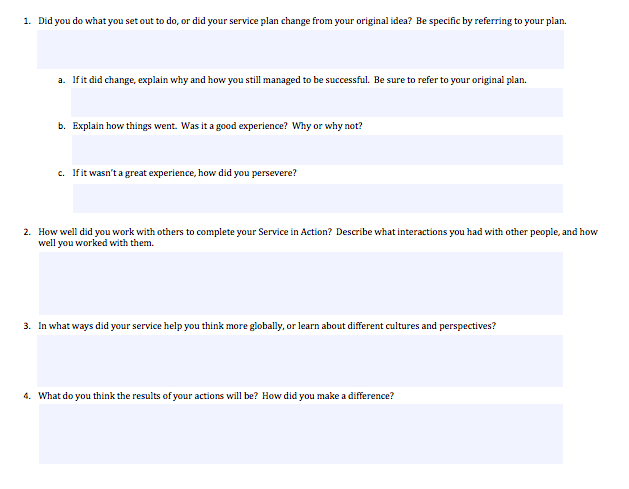 1. Did you do what you set out to do, or did your service plan change from your original idea? Be specific by referring to your plan.
a. If it did change, explain why and how you still managed to be successful. Be sure to refer to your original plan.
b. Explain how things went. Was it a good experience? Why or why not?
c. If it wasn't a great experience, how did you persevere?
2. How well did you work with others to complete your Service in Action? Describe what interactions you had with other people, and how
well you worked with them.
3. In what ways did your service help you think more globally, or learn about different cultures and perspectives?
4. What do you think the results of your actions will be? How did you make a difference?